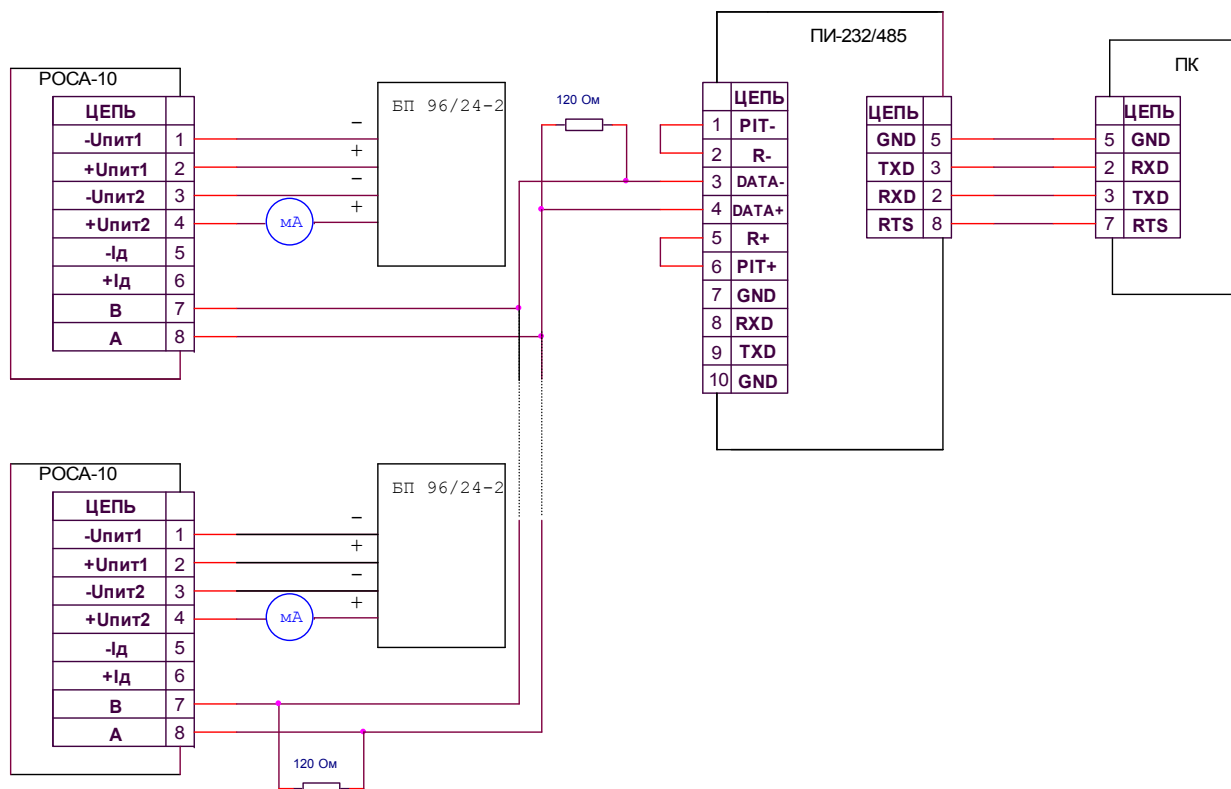 РОСА-10
ЦЕПЬ
-Uпит1 1
+Uпит1 2
-Uпит2 3
+Uпит2 4
-Iд 5
+Iд 6
В 7
А 8
–
+
–
+
мА
БП 96/24-2
120 Ом
ПИ-232/485
ЦЕПЬ
1 PIT-
2 R-
3 DATA-
4 DATA+
5 R+
6 PIT+
7 GND
8 RXD
9 TXD
10 GND
ЦЕПЬ
GND 5
TXD 3
RXD 2
RTS 8
ПК
ЦЕПЬ
5 GND
2 RXD
3 TXD
7 RTS
РОСА-10
ЦЕПЬ
-Uпит1 1
+Uпит1 2
-Uпит2 3
+Uпит2 4
-Iд 5
+Iд 6
В 7
А 8
–
+
–
+
мА
БП 96/24-2
120 Ом